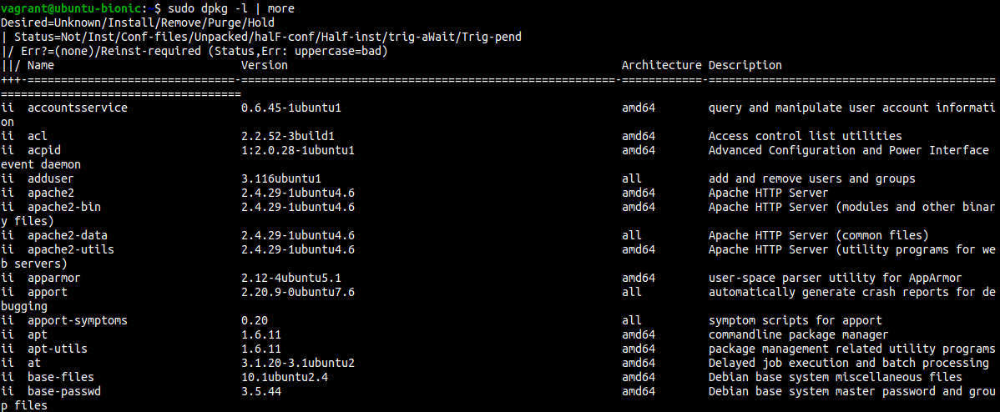 vagrant@ubuntu-bionic:~$ sudo dpkg -l | more
Desired=Unknown/Install/Remove/Purge/Hold
| Status=Not/Inst/Conf-files/Unpacked/halF-conf/Half-inst/trig-aWait/Trig-pend
|/ Err?=(none)/Reinst-required (Status,Err: uppercase=bad)
||/ Name                           Version                                                  Architecture Description
+++-===============================-========================================================-============-===========================================
====================================
ii  accountsservice                 0.6.45-1ubuntu1                                          amd64        query and manipulate user account informati
on
ii  acl                             2.2.52-3build1                                           amd64        Access control list utilities
ii  acpid                           1:2.0.28-1ubuntu1                                        amd64        Advanced Configuration and Power Interface
event daemon
ii  adduser                         3.116ubuntu1                                             all          add and remove users and groups
ii  apache2                         2.4.29-1ubuntu4.6                                        amd64        Apache HTTP Server
ii  apache2-bin                     2.4.29-1ubuntu4.6                                        amd64        Apache HTTP Server (modules and other binar
y files)
ii  apache2-data                    2.4.29-1ubuntu4.6                                        all          Apache HTTP Server (common files)
ii  apache2-utils                   2.4.29-1ubuntu4.6                                        amd64        Apache HTTP Server (utility programs for we
b servers)
ii  apparmor                        2.12-4ubuntu5.1                                          amd64        user-space parser utility for AppArmor
ii  apport                          2.20.9-0ubuntu7.6                                        all          automatically generate crash reports for de
bugging
ii  apport-symptoms                 0.20                                                     all          symptom scripts for apport
ii  apt                             1.6.11                                                   amd64        commandline package manager
ii  apt-utils                       1.6.11                                                   amd64        package management related utility programs
ii  at                              3.1.20-3.1ubuntu2                                        amd64        Delayed job execution and batch processing
ii  base-files                      10.1ubuntu2.4                                            amd64        Debian base system miscellaneous files
ii  base-passwd                     3.5.44                                                   amd64        Debian base system master password and grou
p files